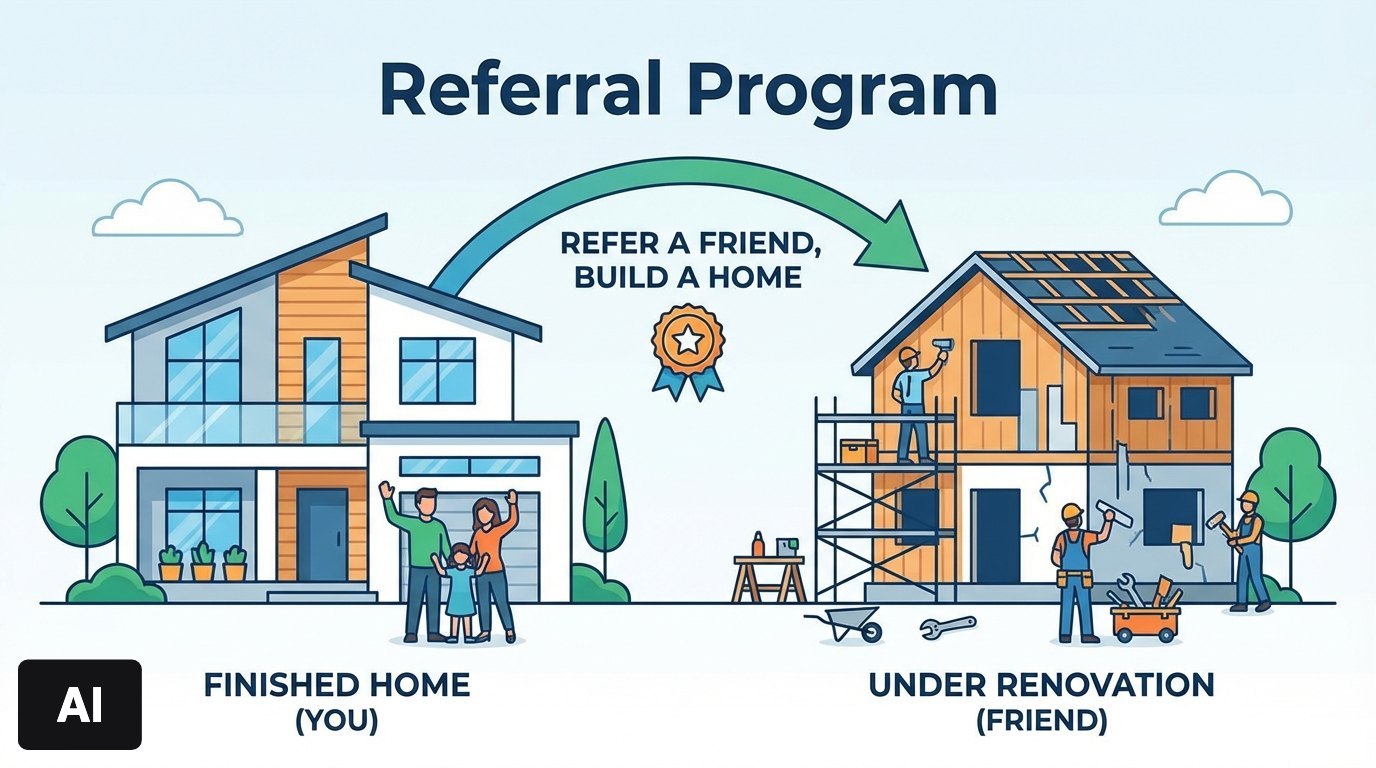 Referral Program
REFER A FRIEND,
BUILD A HOME
FINISHED HOME
(YOU)
UNDER RENOVATION
(FRIEND)
AI